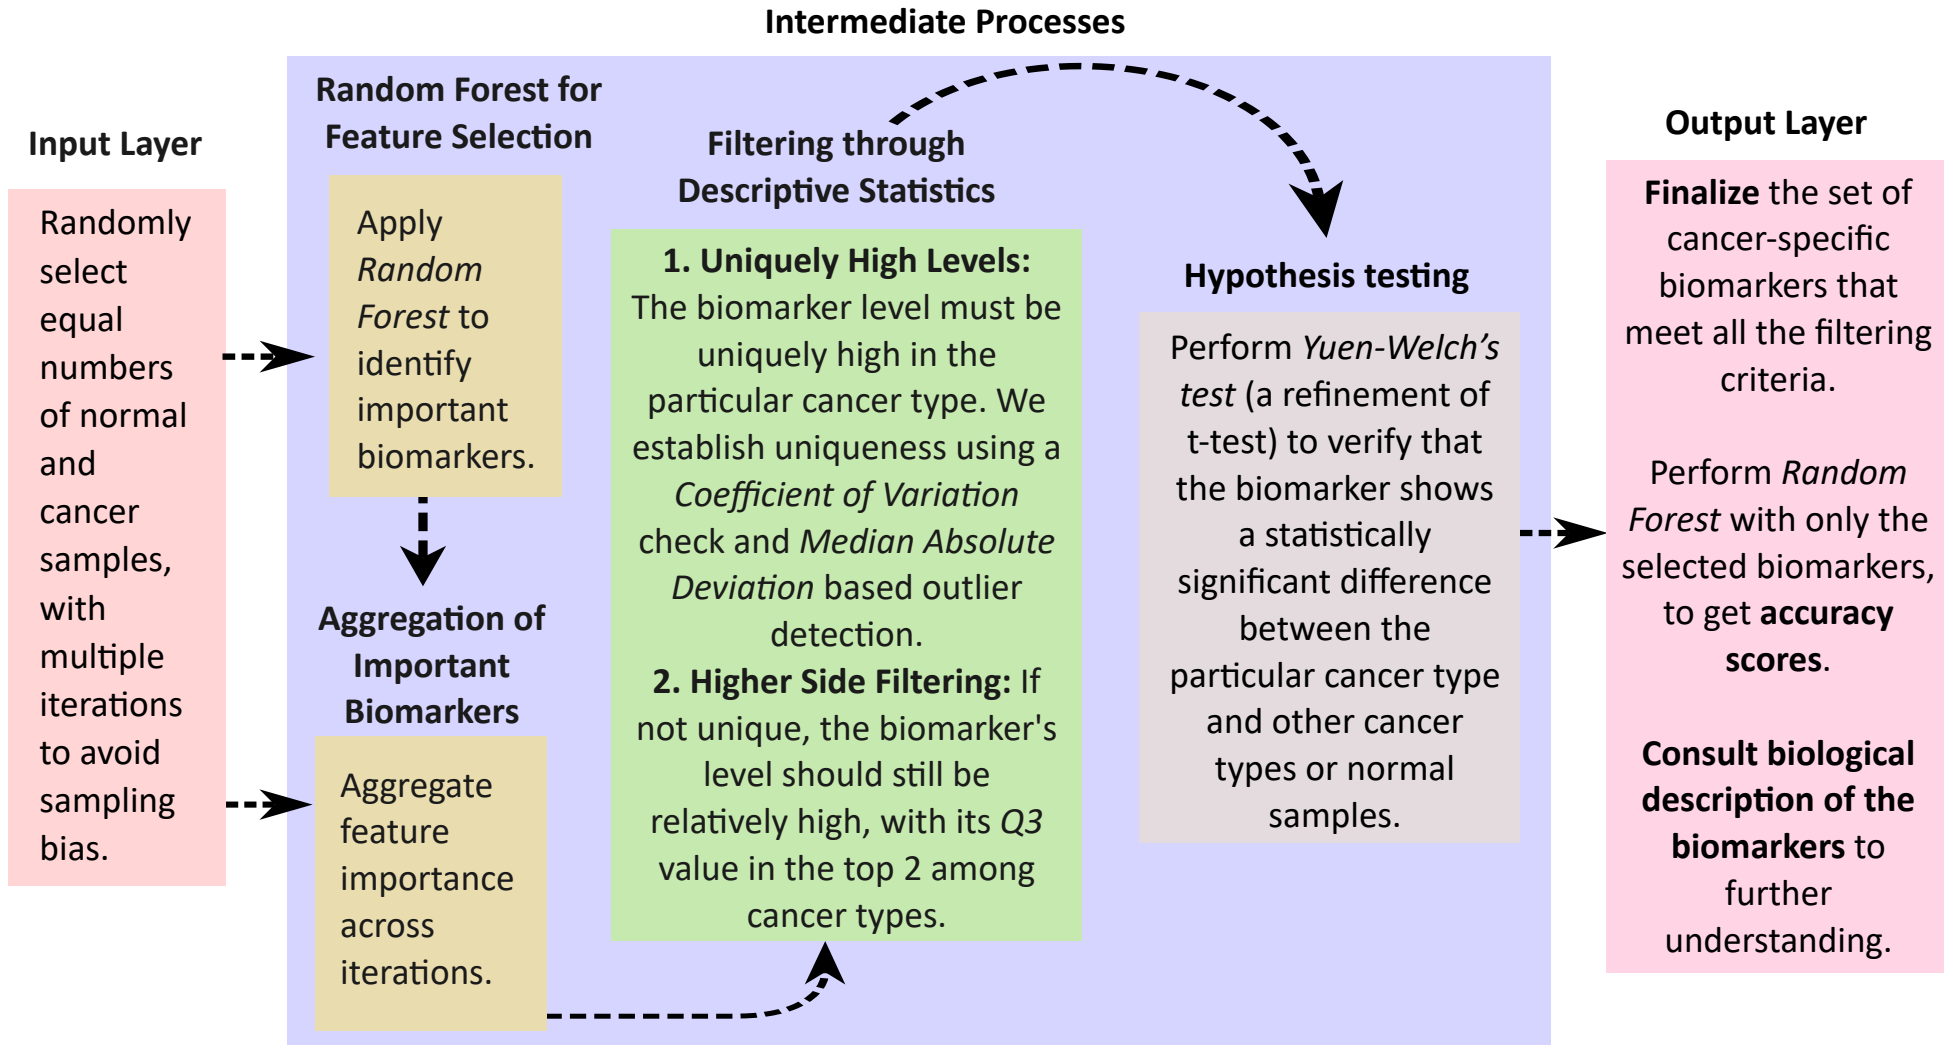 Intermediate Processes
Input Layer
Randomly
select
equal
numbers
of normal
and
cancer
samples,
with
multiple
iterations
to avoid
sampling
bias.
Random Forest for
Feature Selection
Apply
Random
Forest to
identify
important
biomarkers.
Aggregation of
Important
Biomarkers
Aggregate
feature
importance
across
iterations.
Filtering through
Descriptive Statistics
1. Uniquely High Levels:
The biomarker level must be
uniquely high in the
particular cancer type. We
establish uniqueness using a
Coefficient of Variation
check and Median Absolute
Deviation based outlier
detection.
2. Higher Side Filtering: If
not unique, the biomarker's
level should still be
relatively high, with its Q3
value in the top 2 among
cancer types.
Hypothesis testing
Perform Yuen-Welch’s
test (a refinement of
t-test) to verify that
the biomarker shows
a statistically
significant difference
between the
particular cancer type
and other cancer
types or normal
samples.
Output Layer
Finalize the set of
cancer-specific
biomarkers that
meet all the filtering
criteria.
Perform Random
Forest with only the
selected biomarkers,
to get accuracy
scores.
Consult biological
description of the
biomarkers to
further
understanding.